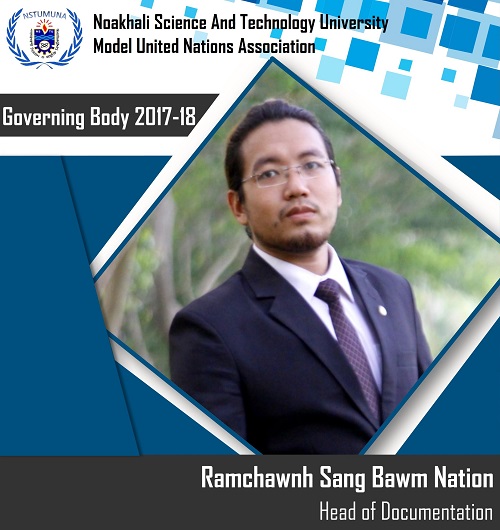 NSTUMUNA
Noakhali Science And Technology University
Model United Nations Association
Governing Body 2017-18
Ramchawnh Sang Bawm Nation
Head of Documentation